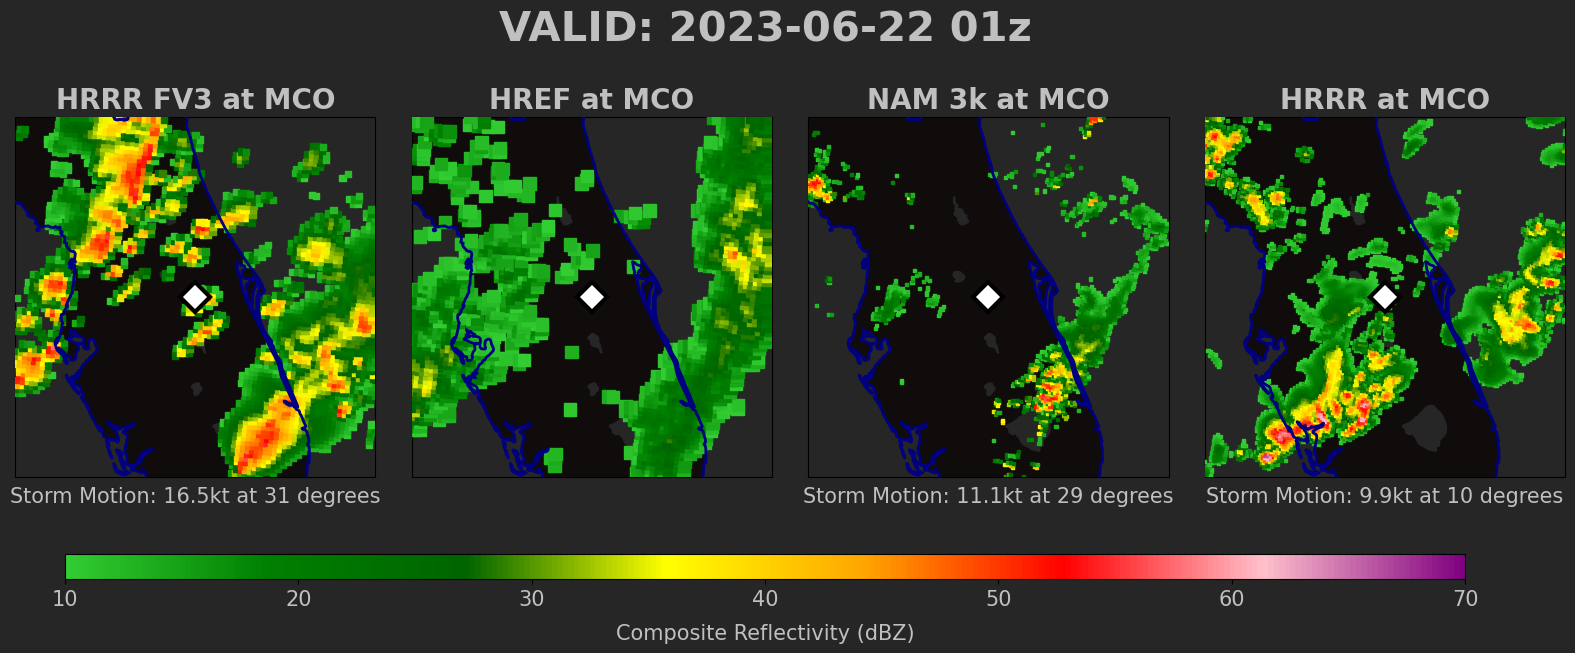 VALID: 2023-06-22 01z
HRRR FV3 at MCO
HREF at MCO
NAM 3k at MCO
HRRR at MCO
Storm Motion: 16.5kt at 31 degrees
Storm Motion: 11.1kt at 29 degrees
Storm Motion: 9.9kt at 10 degrees
10 20 30 40 50 60 70
Composite Reflectivity (dBZ)